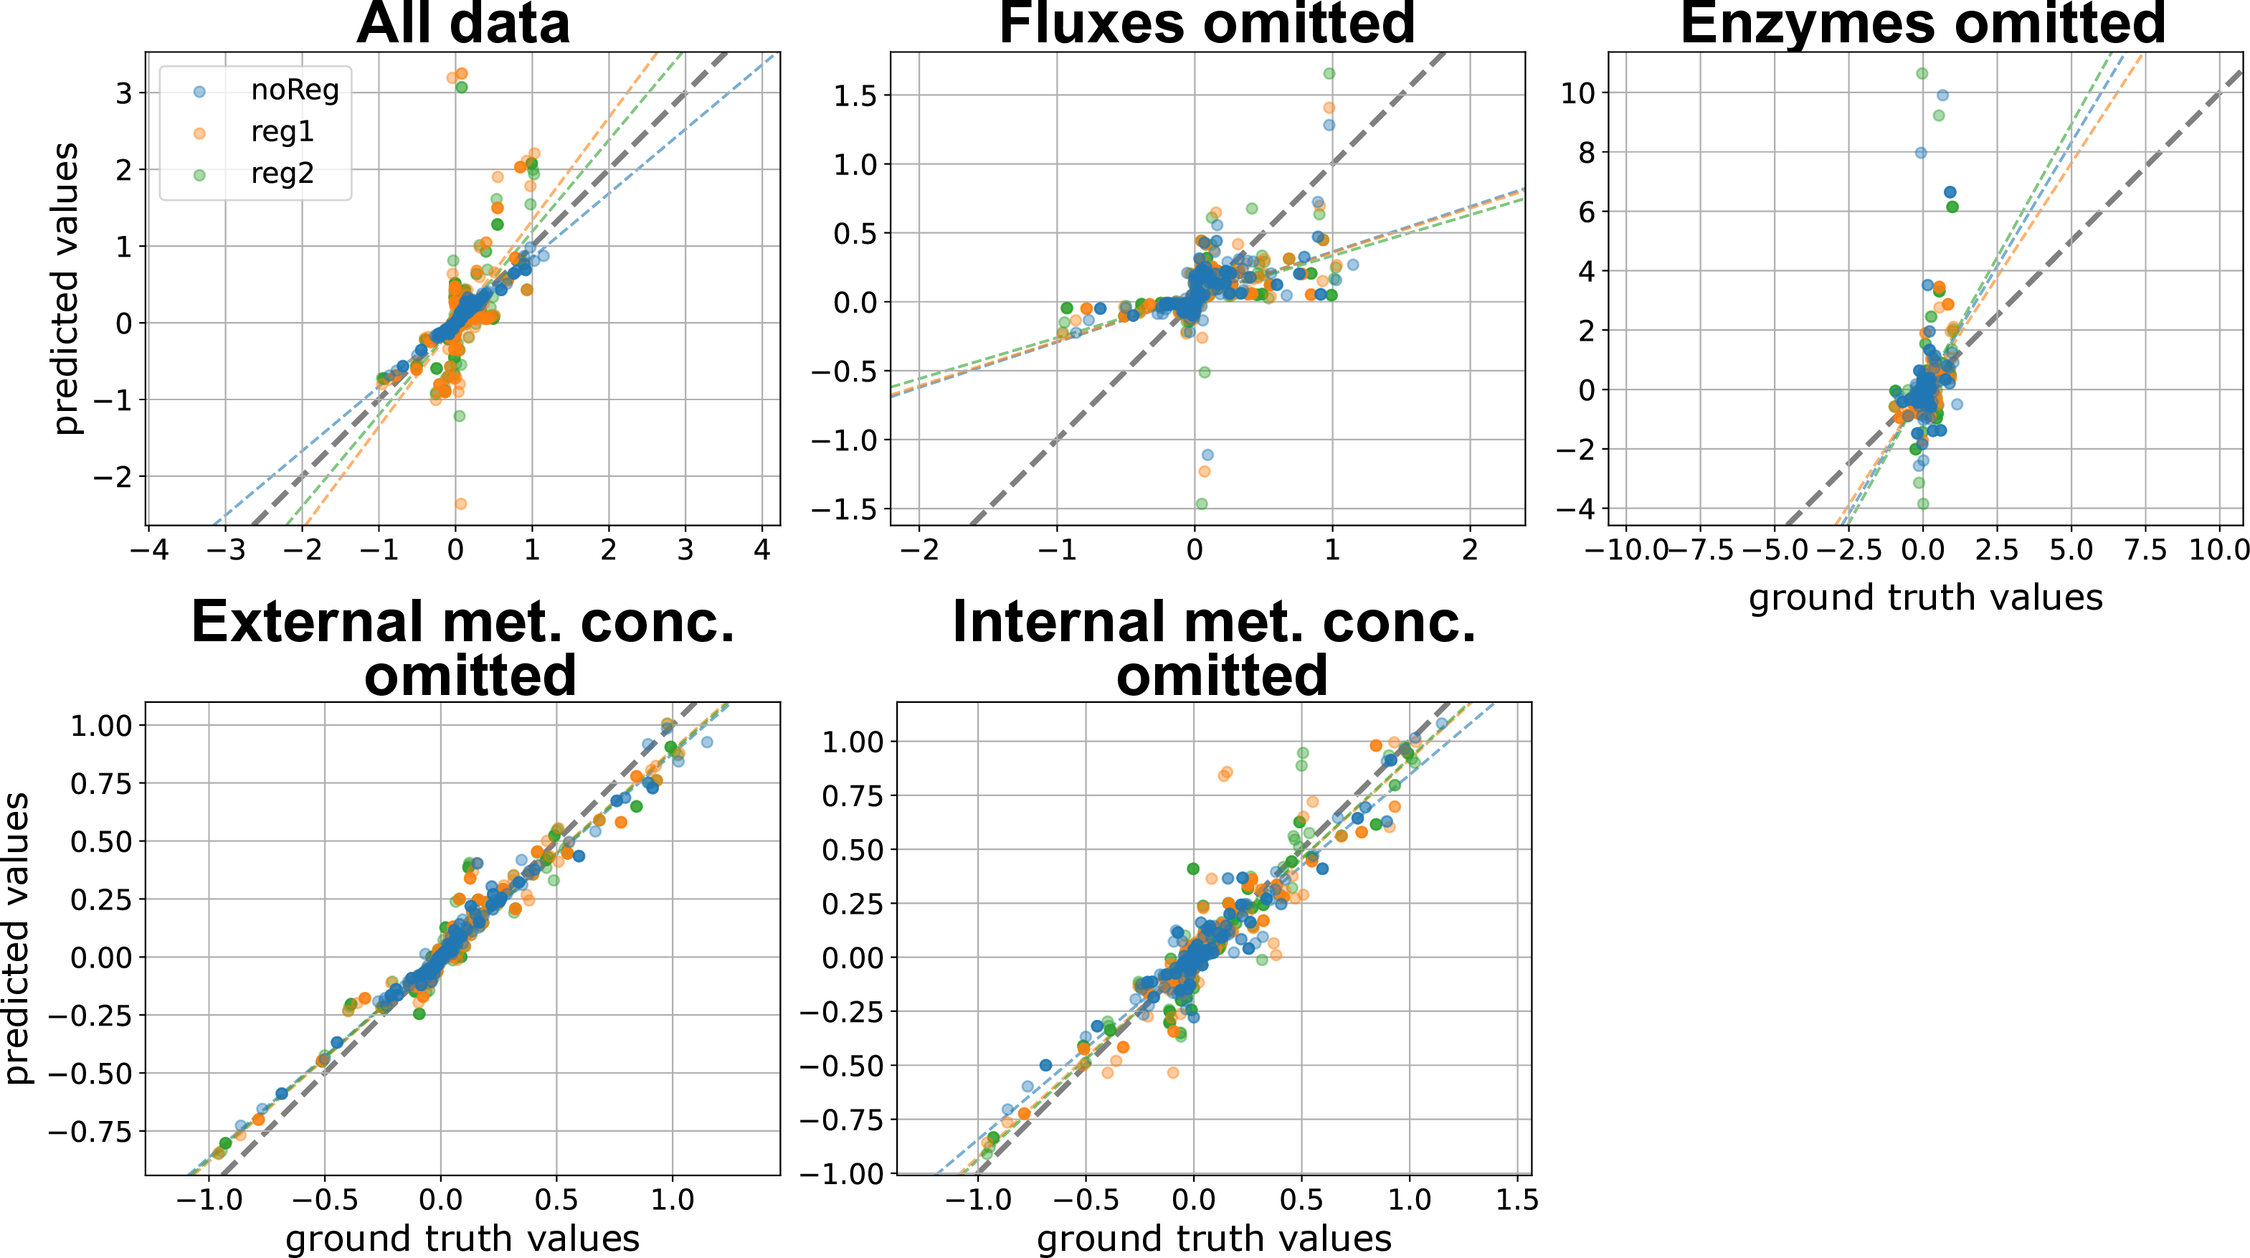 All data
Fluxes omitted
Enzymes omitted
noReg
reg1
reg2
predicted values
3
2
1
0
−1
−2
−4 −3 −2 −1 0 1 2 3 4
1.5
1.0
0.5
0.0
−0.5
−1.0
−1.5
−2 −1 0 1 2
10
8
6
4
2
0
−2
−4
−10.0 −7.5 −5.0 −2.5 0.0 2.5 5.0 7.5 10.0
ground truth values
External met. conc.
omitted
Internal met. conc.
omitted
predicted values
1.00
0.75
0.50
0.25
0.00
−0.25
−0.50
−0.75
−1.0 −0.5 0.0 0.5 1.0
ground truth values
1.00
0.75
0.50
0.25
0.00
−0.25
−0.50
−0.75
−1.00
−1.0 −0.5 0.0 0.5 1.0 1.5
ground truth values